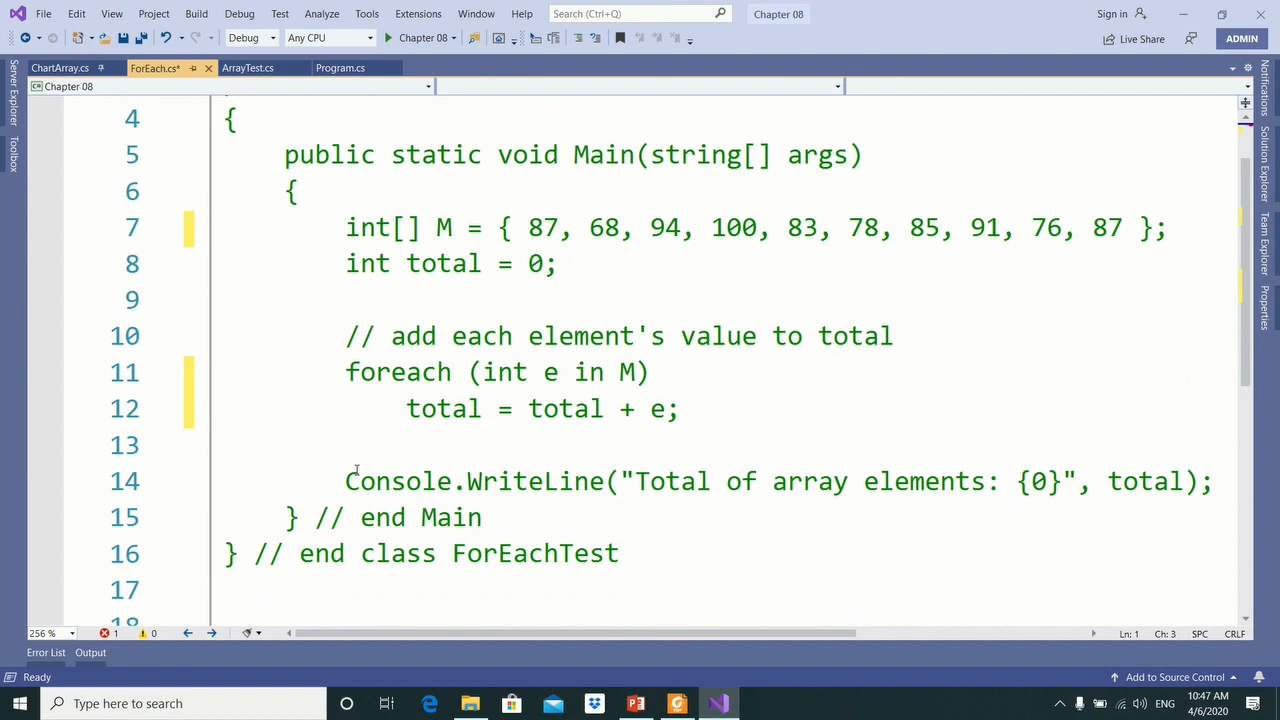 File Edit View Project Build Debug Test Analyze Tools Extensions Window Help Search (Ctrl+Q) Chapter 08 Sign in
Debug Any CPU Chapter 08 Live Share ADMIN
ChartArray.cs ForEach.cs* ArrayTest.cs Program.cs
C# Chapter 08
Server Explorer
Toolbox
Notifications
Solution Explorer
Team Explorer
Properties
4 {
5 public static void Main(string[] args)
6 {
7 int[] M = { 87, 68, 94, 100, 83, 78, 85, 91, 76, 87 };
8 int total = 0;
9
10 // add each element's value to total
11 foreach (int e in M)
12 total = total + e;
13
14 Console.WriteLine("Total of array elements: {0}", total);
15 } // end Main
16 } // end class ForEachTest
17
18
256 % 1 0 Ln: 1 Ch: 3 SPC CRLF
Error List Output
Ready Add to Source Control
Type here to search 10:47 AM
4/6/2020